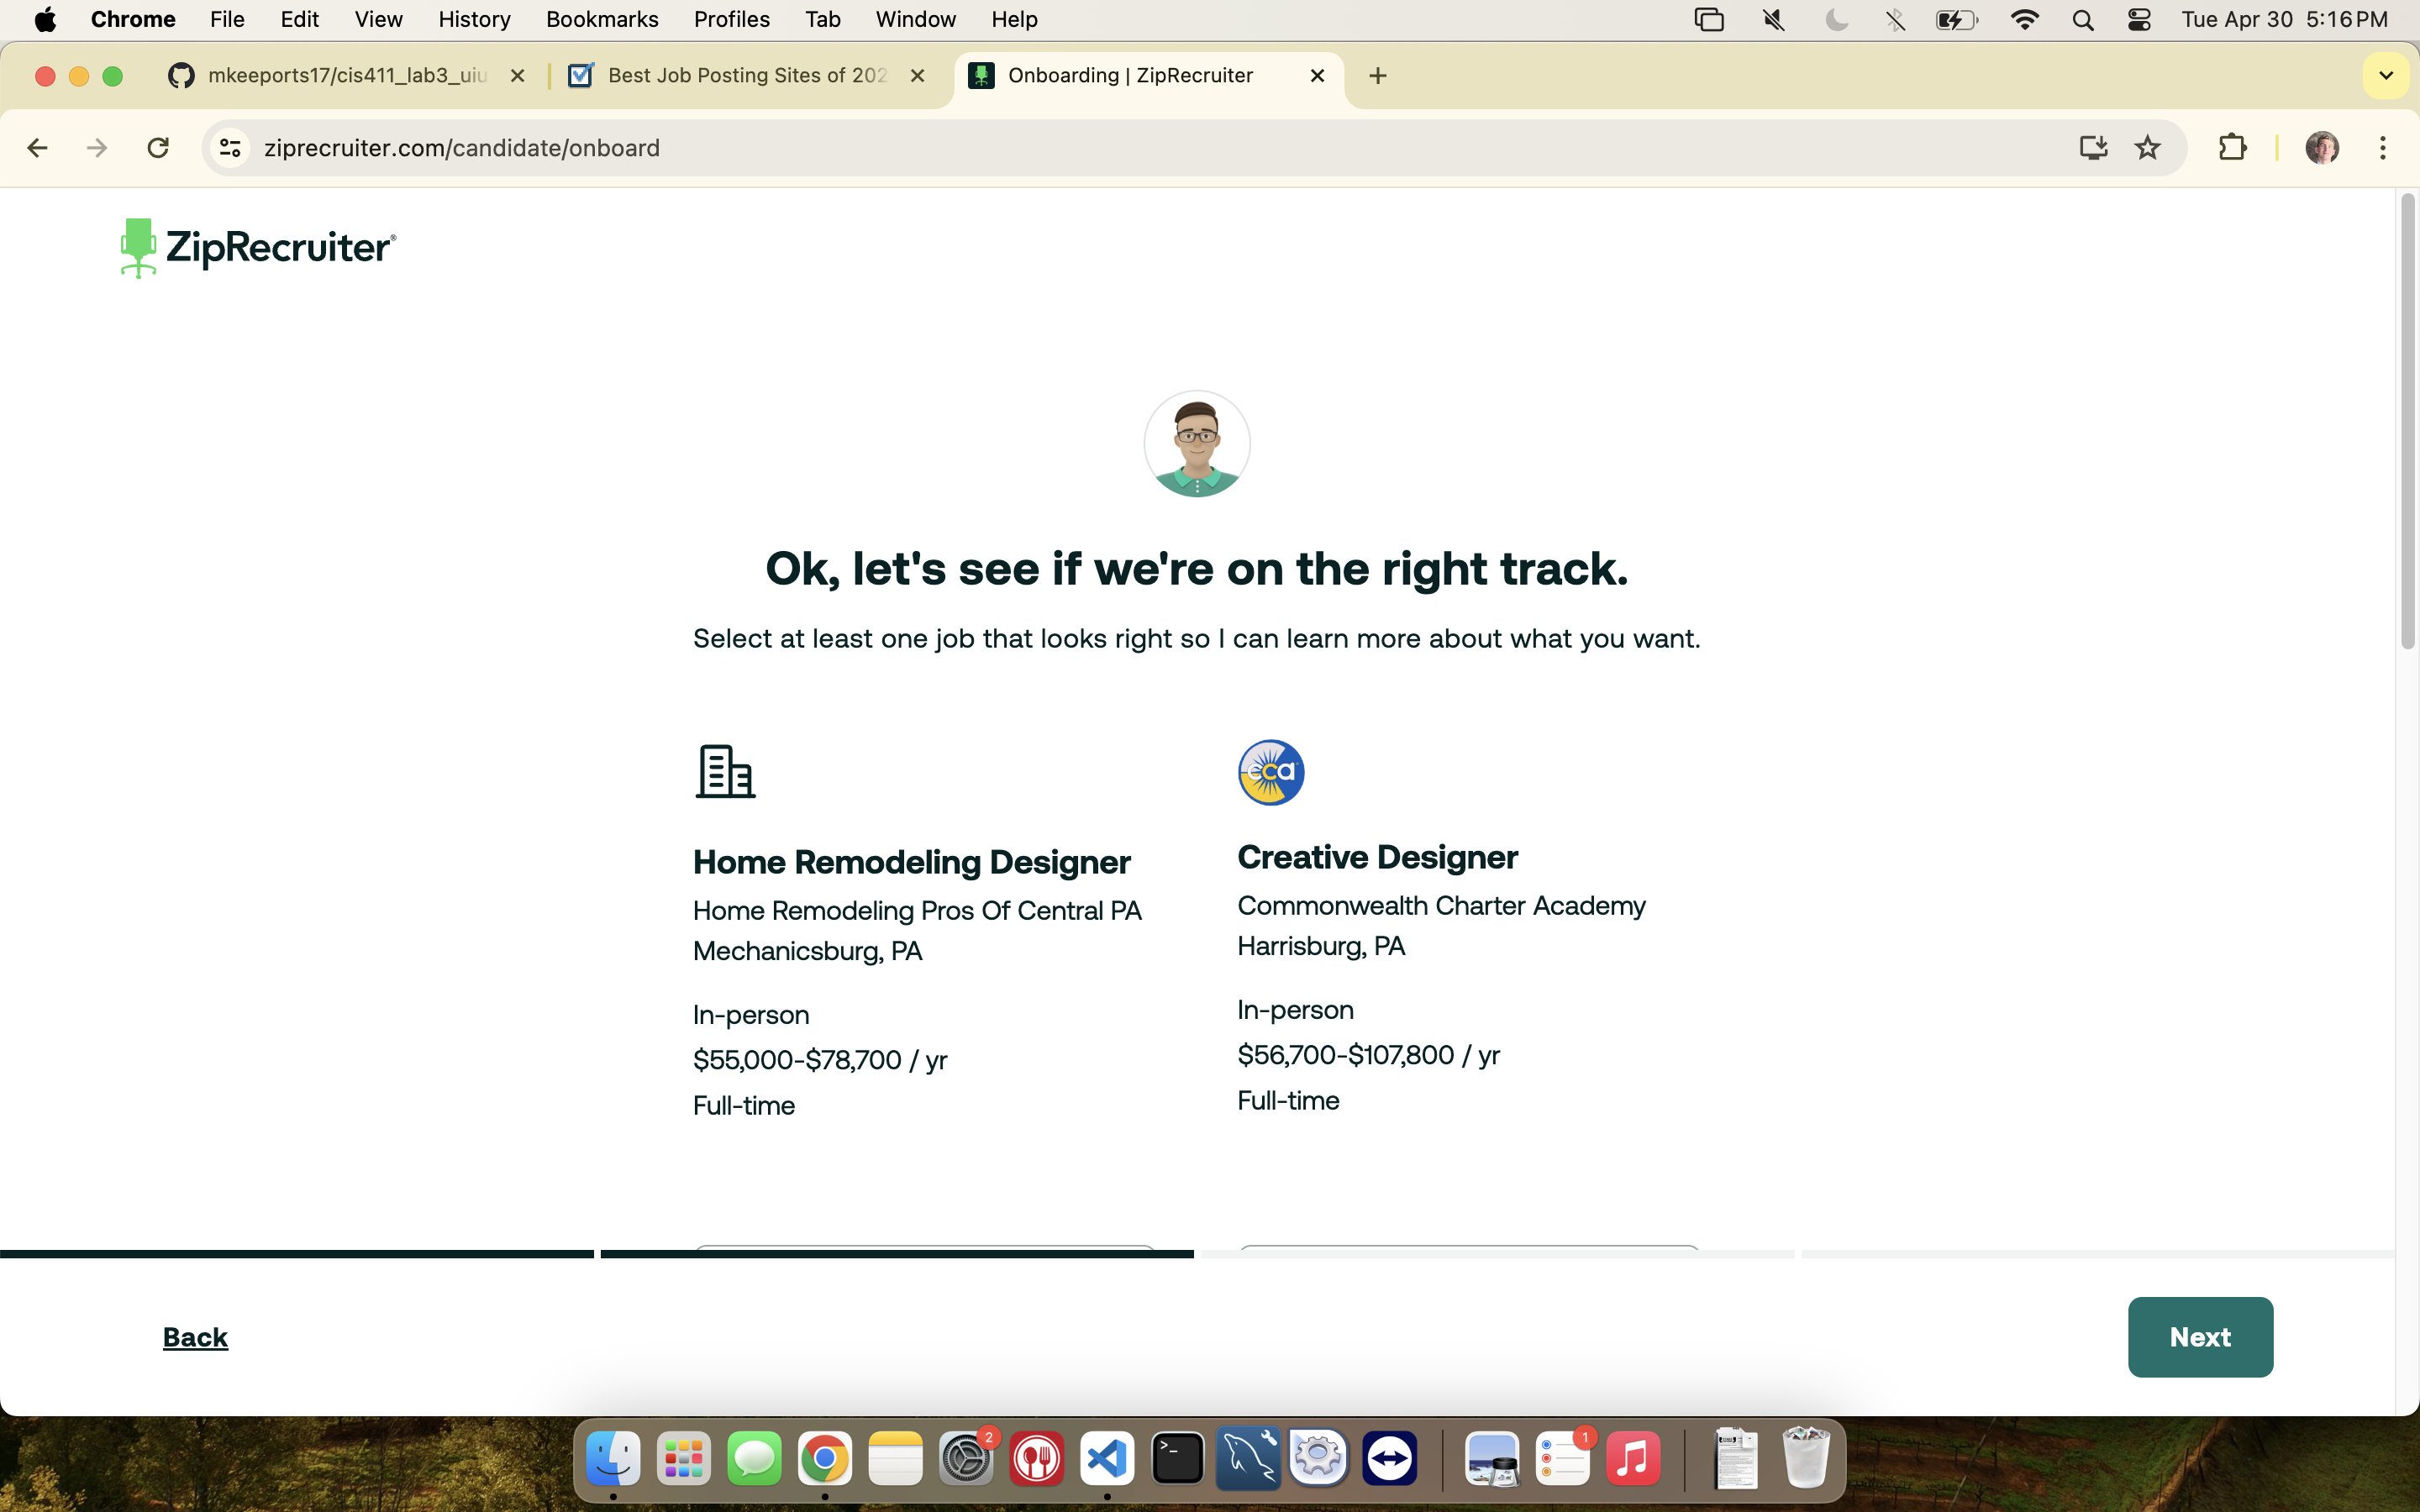 Chrome File Edit View History Bookmarks Profiles Tab Window Help Tue Apr 30 5:16 PM
mkeeports17/cis411_lab3_uiu Best Job Posting Sites of 202 Onboarding | ZipRecruiter
ziprecruiter.com/candidate/onboard
ZipRecruiter®
Ok, let's see if we're on the right track.
Select at least one job that looks right so I can learn more about what you want.
eca
Home Remodeling Designer
Home Remodeling Pros Of Central PA
Mechanicsburg, PA
In-person
$55,000-$78,700 / yr
Full-time
Creative Designer
Commonwealth Charter Academy
Harrisburg, PA
In-person
$56,700-$107,800 / yr
Full-time
Back
Next
2
>_
1